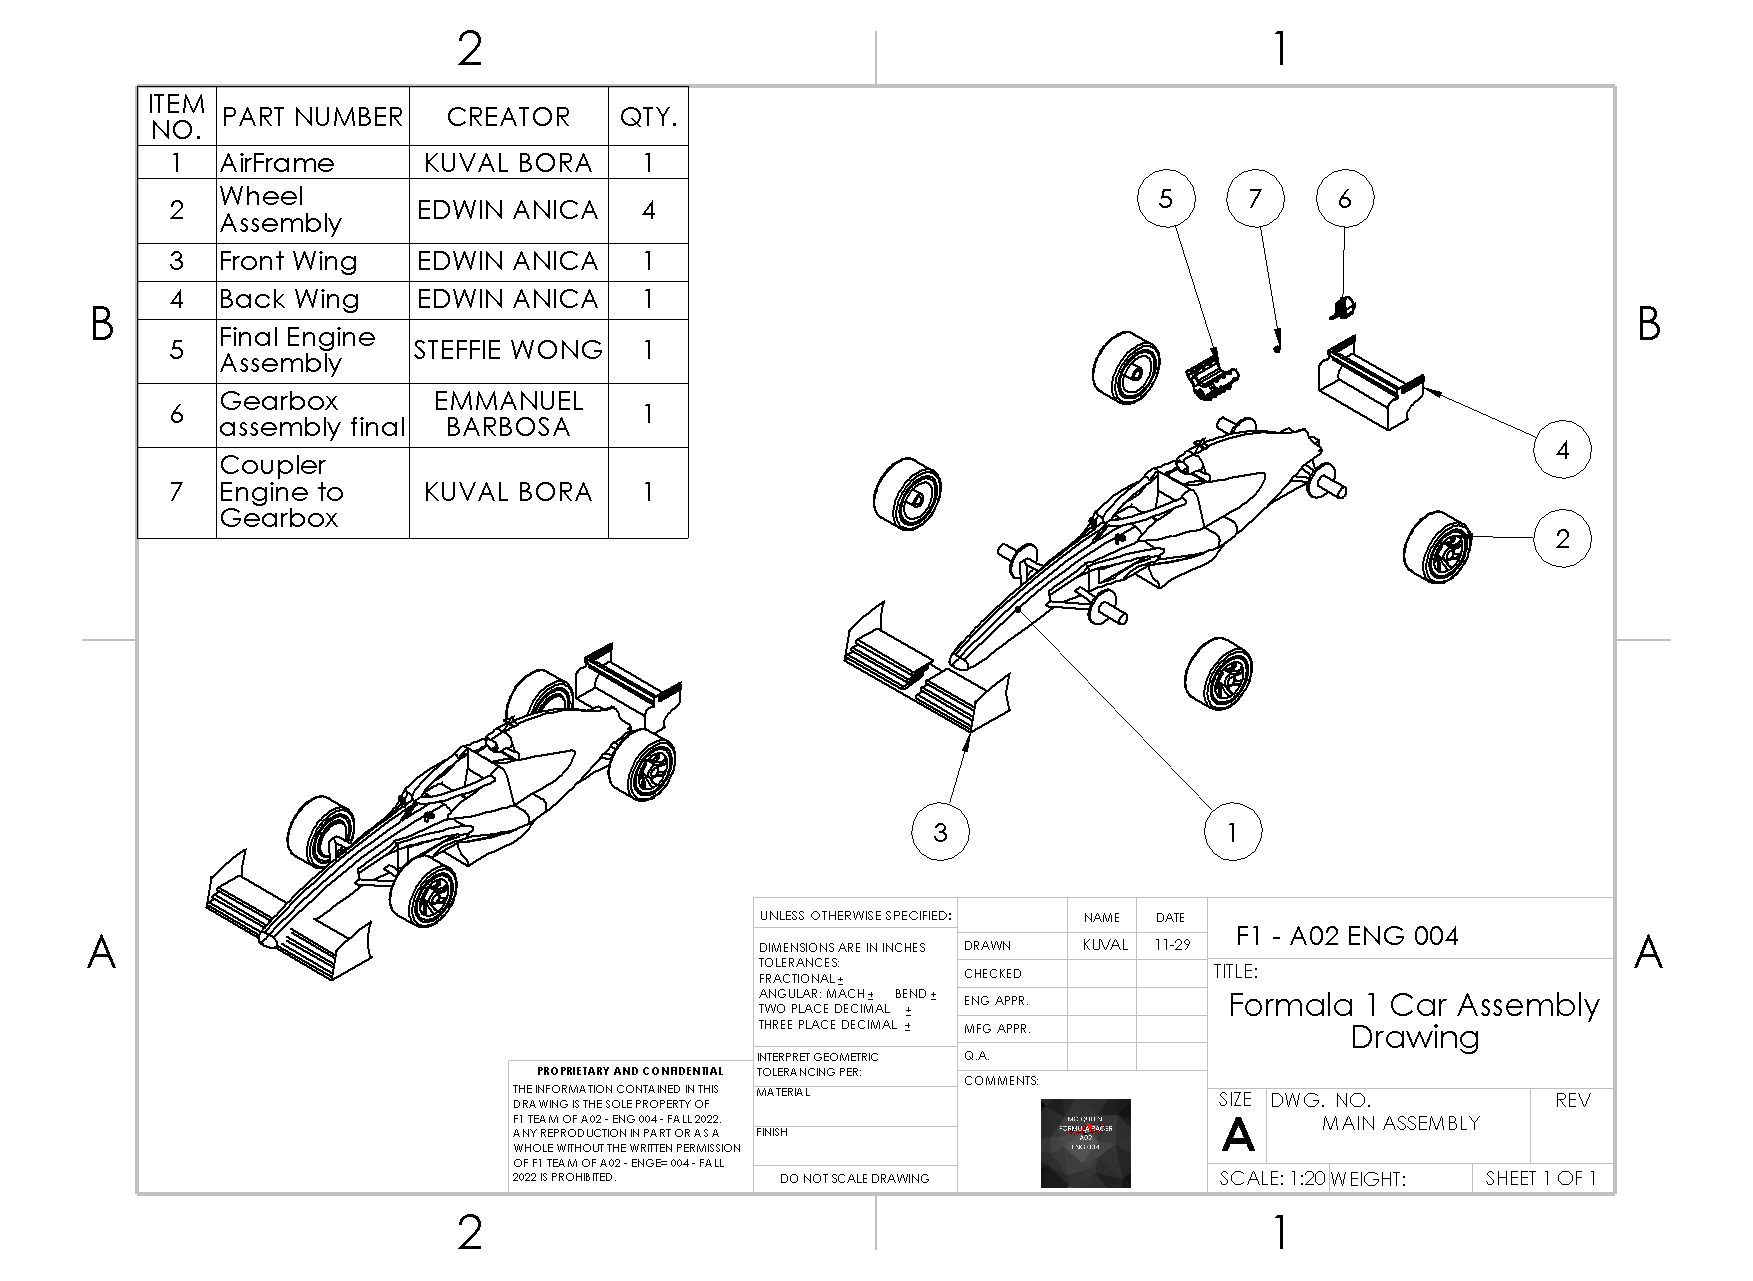 2
1
ITEM NO. PART NUMBER CREATOR QTY.
1 AirFrame KUVAL BORA 1
2 Wheel Assembly EDWIN ANICA 4
3 Front Wing EDWIN ANICA 1
4 Back Wing EDWIN ANICA 1
5 Final Engine Assembly STEFFIE WONG 1
6 Gearbox assembly final EMMANUEL BARBOSA 1
7 Coupler Engine to Gearbox KUVAL BORA 1
5
7
6
B
B
4
2
3
1
A
A
UNLESS OTHERWISE SPECIFIED:
DIMENSIONS ARE IN INCHES
TOLERANCES:
FRACTIONAL ±
ANGULAR: MACH ± BEND ±
TWO PLACE DECIMAL ±
THREE PLACE DECIMAL ±
INTERPRET GEOMETRIC
TOLERANCING PER:
MATERIAL
FINISH
DO NOT SCALE DRAWING
NAME DATE
DRAWN KUVAL 11-29
CHECKED
ENG APPR.
MFG APPR.
Q.A.
COMMENTS:
MC QUEEN
FORMULA RACER
A02
ENG 004
F1 - A02 ENG 004
TITLE:
Formala 1 Car Assembly
Drawing
SIZE DWG. NO. REV
A MAIN ASSEMBLY
SCALE: 1:20 WEIGHT: SHEET 1 OF 1
PROPRIETARY AND CONFIDENTIAL
THE INFORMATION CONTAINED IN THIS
DRAWING IS THE SOLE PROPERTY OF
F1 TEAM OF A02 - ENG 004 - FALL 2022.
ANY REPRODUCTION IN PART OR AS A
WHOLE WITHOUT THE WRITTEN PERMISSION
OF F1 TEAM OF A02 - ENGE= 004 - FALL
2022 IS PROHIBITED.
2
1